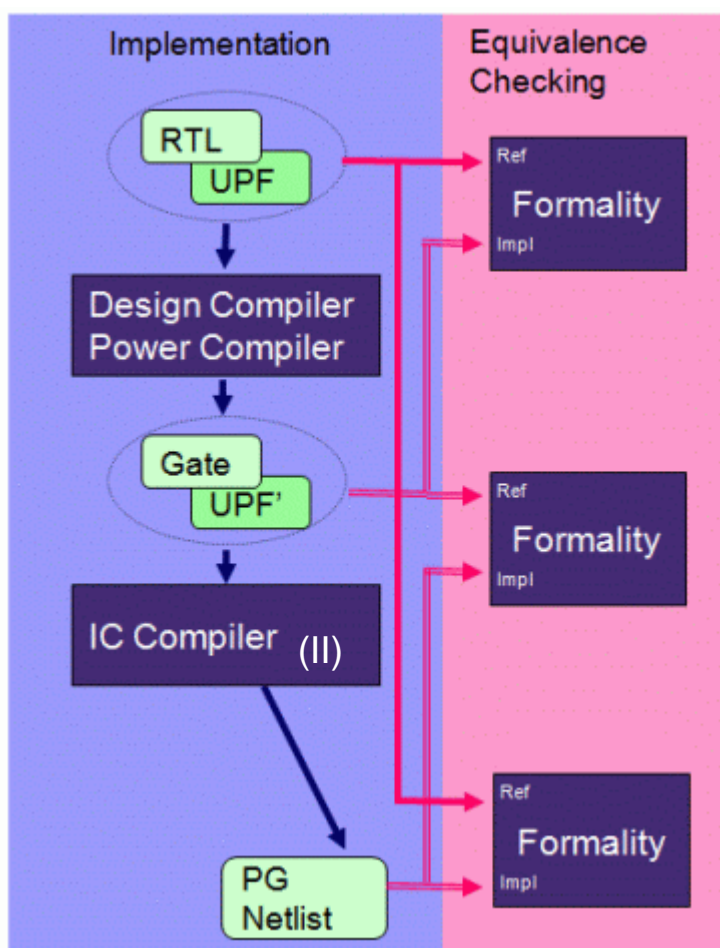 Implementation
Equivalence
Checking
RTL
UPF
Ref
Formality
Impl
Design Compiler
Power Compiler
Gate
UPF’
Ref
Formality
Impl
IC Compiler (II)
Ref
Formality
Impl
PG
Netlist